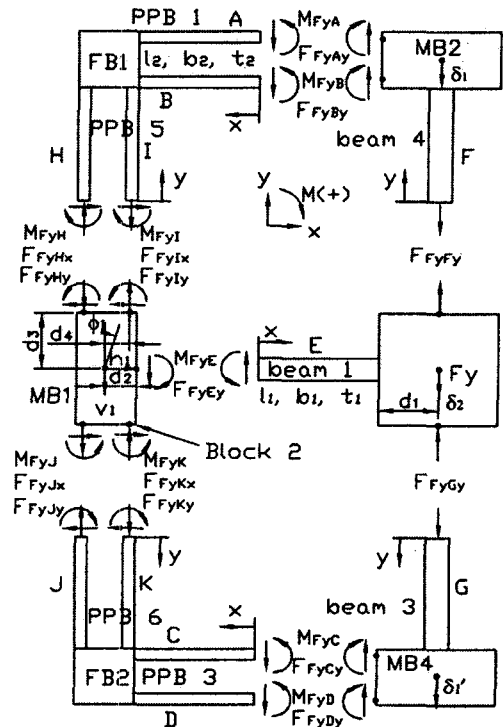 PPB 1 A
MFyA
FFyAy
MFyB
FFyBy
MB2
δ1
FB1
l2, b2, t2
B
x
PPB 5
H
I
y
beam 4
F
y
y
M(+)
x
MFyH
FFyHx
FFyHy
MFyI
FFyIx
FFyIy
FFyFy
d3
d4
ϕ1
h1
d2
MB1
v1
MFyE
FFyEy
x
E
beam 1
l1, b1, t1
d1
Fy
δ2
Block 2
MFyJ
FFyJx
FFyJy
MFyK
FFyKx
FFyKy
FFyGy
J
K
y
y
G
PPB 6
C
x
beam 3
MFyC
FFyCy
MFyD
FFyDy
MB4
δ1'
FB2
PPB 3
D